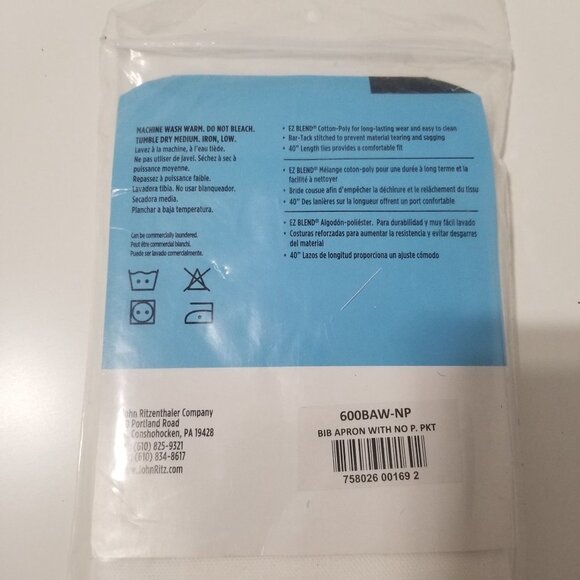 MACHINE WASH WARM. DO NOT BLEACH.
TUMBLE DRY MEDIUM. IRON, LOW.
Lavez à la machine, à l'eau tiède.
Ne pas utiliser de javel. Séchez à sec à
puissance moyenne.
Repassez à puissance faible.
Lavadora tibia. No usar blanqueador.
Secadora media.
Planchar a baja temperatura.
Can be commercially laundered.
Peut être commercial blanchi.
Puede ser lavado comercialmente.
• EZ BLEND® Cotton-Poly for long-lasting wear and easy to clean
• Bar-Tack stitched to prevent material tearing and sagging
• 40" Length ties provides a comfortable fit
• EZ BLEND® Mélange coton-poly pour une durée à long terme et la
facilité à nettoyer
• Bride cousue afin d'empêcher la déchirure et le relâchement du tissu
• 40" Des lanières sur la longueur offrent un port confortable
• EZ BLEND® Algodón-poliéster. Para durabilidad y muy fácil lavado
• Costuras reforzadas para aumentar la resistencia y evitar desgarres
del material
• 40" Lazos de longitud proporciona un ajuste cómodo
John Ritzenthaler Company
Portland Road
Conshohocken, PA 19428
(610) 825-9321
(610) 834-8617
www.JohnRitz.com
600BAW-NP
BIB APRON WITH NO P. PKT
758026 00169 2